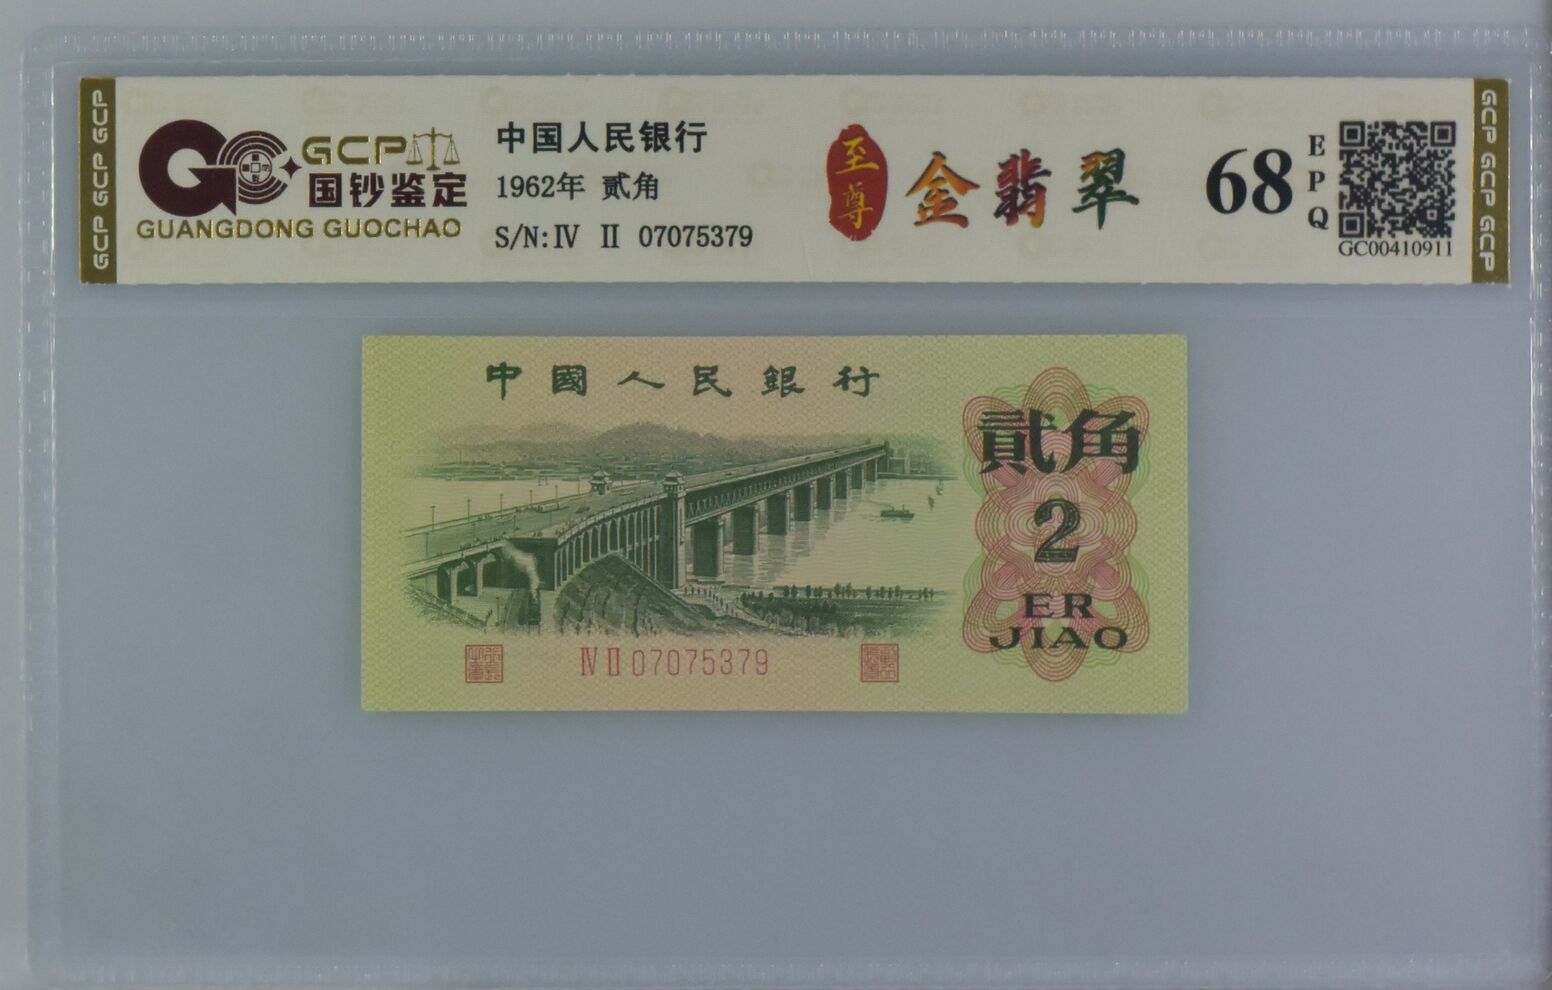 GCP GCP GCP
GCP
国钞鉴定
GUANGDONG GUOCHAO
中国人民银行
1962年 贰角
S/N: Ⅳ Ⅱ 07075379
至尊
金翡翠
68
EPQ
GC00410911
GCP GCP GCP
中國人民銀行
貳角
2
ER
JIAO
Ⅳ Ⅱ 07075379